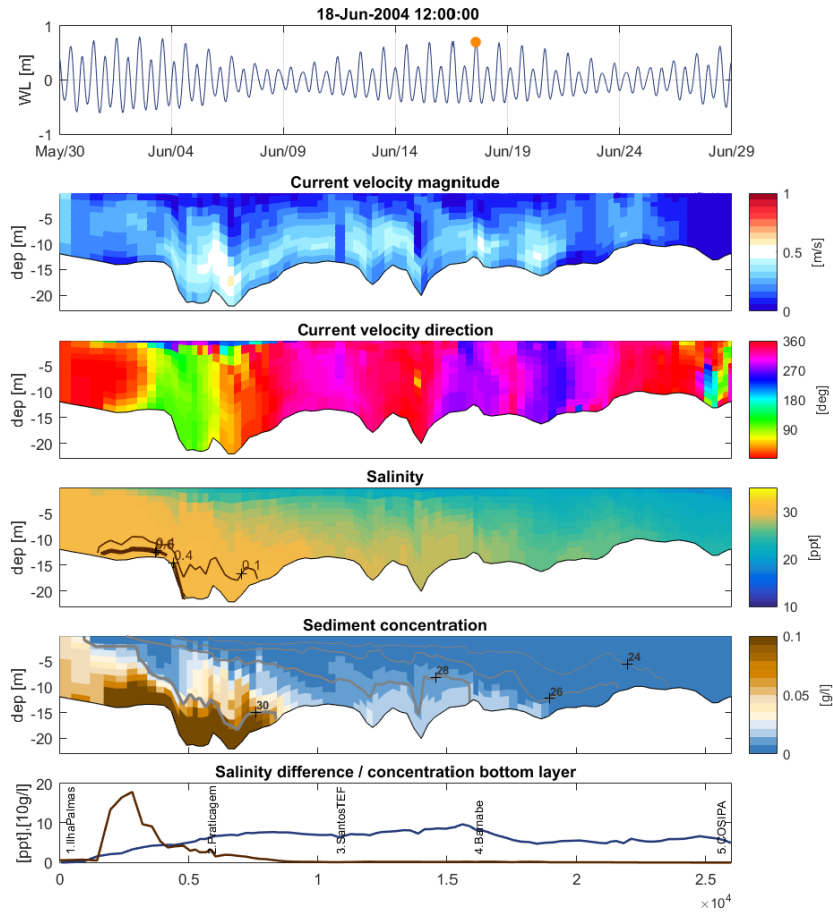 18-Jun-2004 12:00:00
1
0
-1
WL [m]
May/30 Jun/04 Jun/09 Jun/14 Jun/19 Jun/24 Jun/29
Current velocity magnitude
-5
-10
-15
-20
dep [m]
1
0.5
0
[m/s]
Current velocity direction
-5
-10
-15
-20
dep [m]
360
270
180
90
[deg]
Salinity
-5
-10
-15
-20
dep [m]
0.4
0.1
30
20
10
[ppt]
Sediment concentration
-5
-10
-15
-20
dep [m]
24
28
26
30
0.1
0.05
0
[g/l]
Salinity difference / concentration bottom layer
20
10
0
[ppt],[10g/l]
1.IlhaPalmas
2.Praticagem
3.SantosTEF
4.Barnabe
5.COSIPA
0 0.5 1 1.5 2 2.5
×10⁴